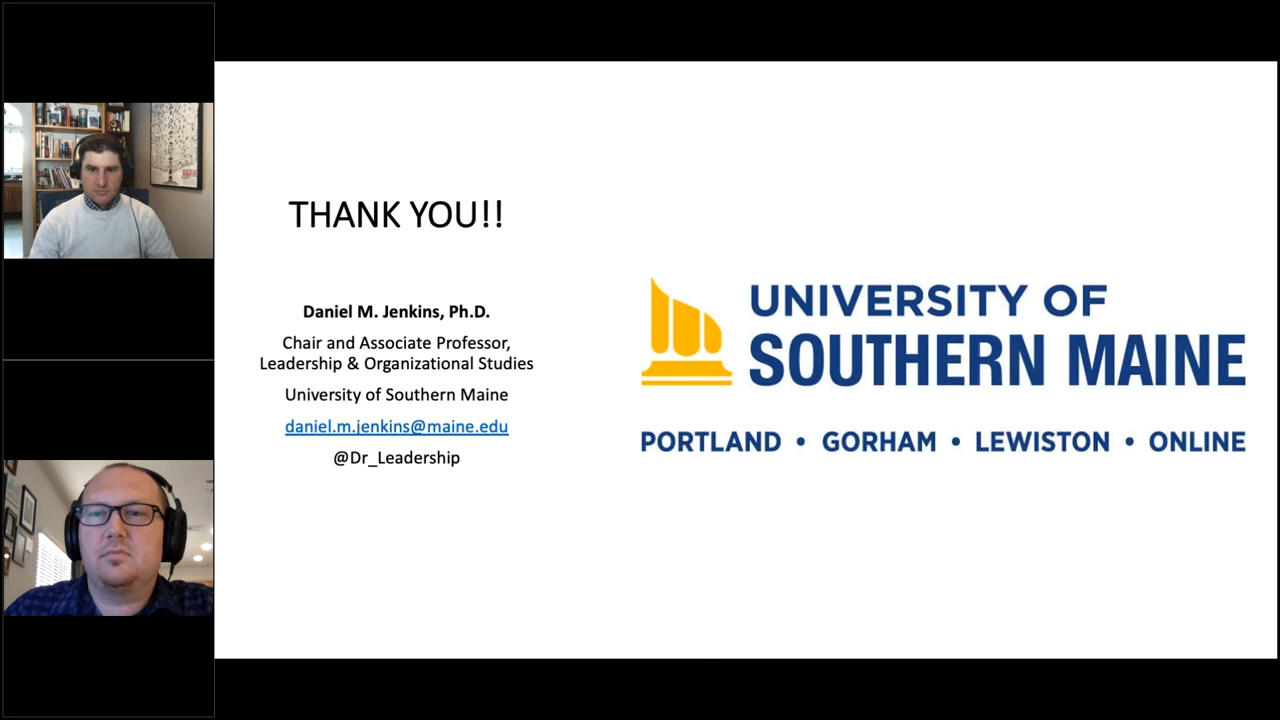 THANK YOU!!
Daniel M. Jenkins, Ph.D.
Chair and Associate Professor,
Leadership & Organizational Studies
University of Southern Maine
daniel.m.jenkins@maine.edu
@Dr_Leadership
UNIVERSITY OF
SOUTHERN MAINE
PORTLAND • GORHAM • LEWISTON • ONLINE